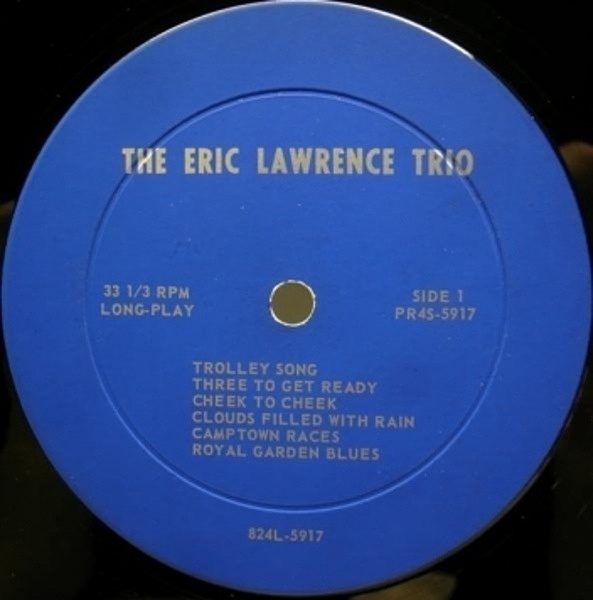 THE ERIC LAWRENCE TRIO
33 1/3 RPM
LONG-PLAY
SIDE 1
PR4S-5917
TROLLEY SONG
THREE TO GET READY
CHEEK TO CHEEK
CLOUDS FILLED WITH RAIN
CAMPTOWN RACES
ROYAL GARDEN BLUES
824L-5917